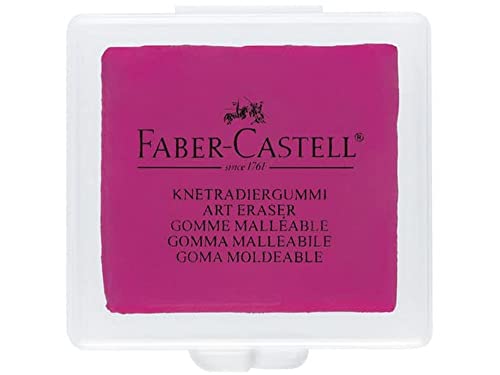 FABER-CASTELL®
since 1761
KNETRADIERGUMMI
ART ERASER
GOMME MALLÉABLE
GOMMA MALLEABILE
GOMA MOLDEABLE